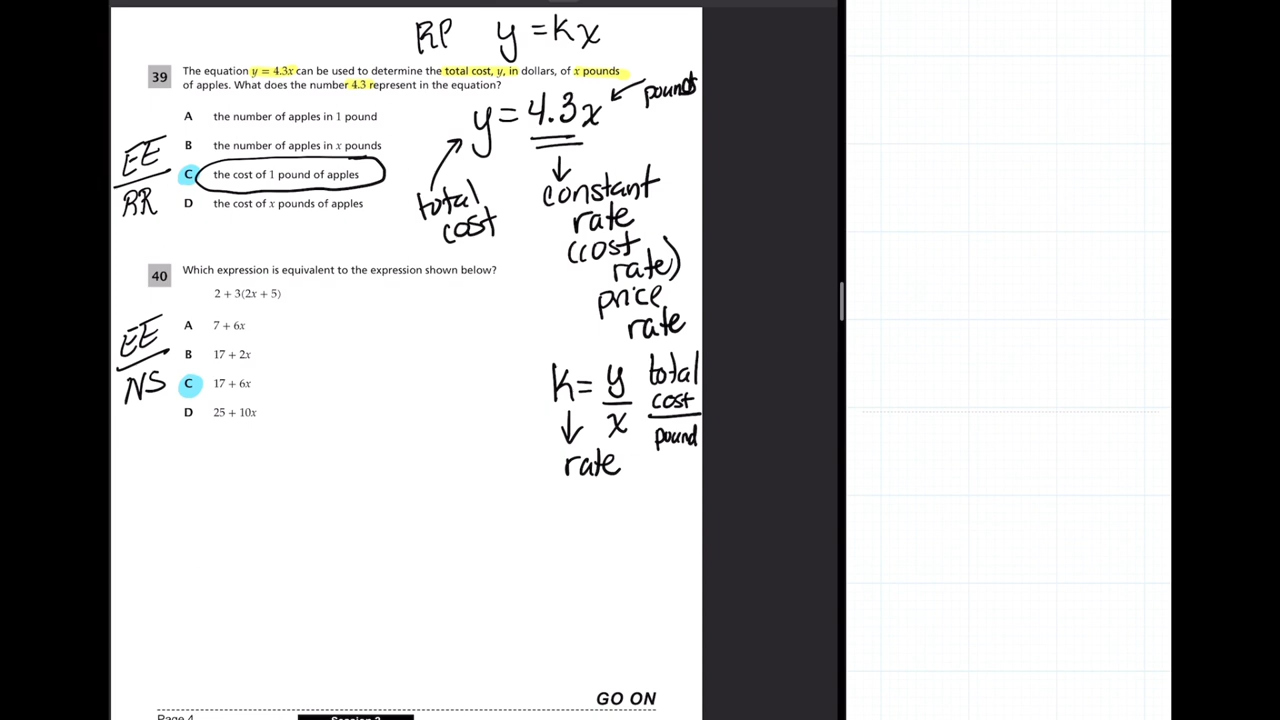 RP y = kx
39 The equation y = 4.3x can be used to determine the total cost, y, in dollars, of x pounds
of apples. What does the number 4.3 represent in the equation?
A the number of apples in 1 pound
B the number of apples in x pounds
C the cost of 1 pound of apples
D the cost of x pounds of apples
EE
RR
y = 4.3x
pounds
total
cost
constant
rate
(cost
rate)
price
rate
k = y/x
total
cost
pound
rate
40 Which expression is equivalent to the expression shown below?
2 + 3(2x + 5)
A 7 + 6x
B 17 + 2x
C 17 + 6x
D 25 + 10x
EE
NS
GO ON
Page 4
Session 2